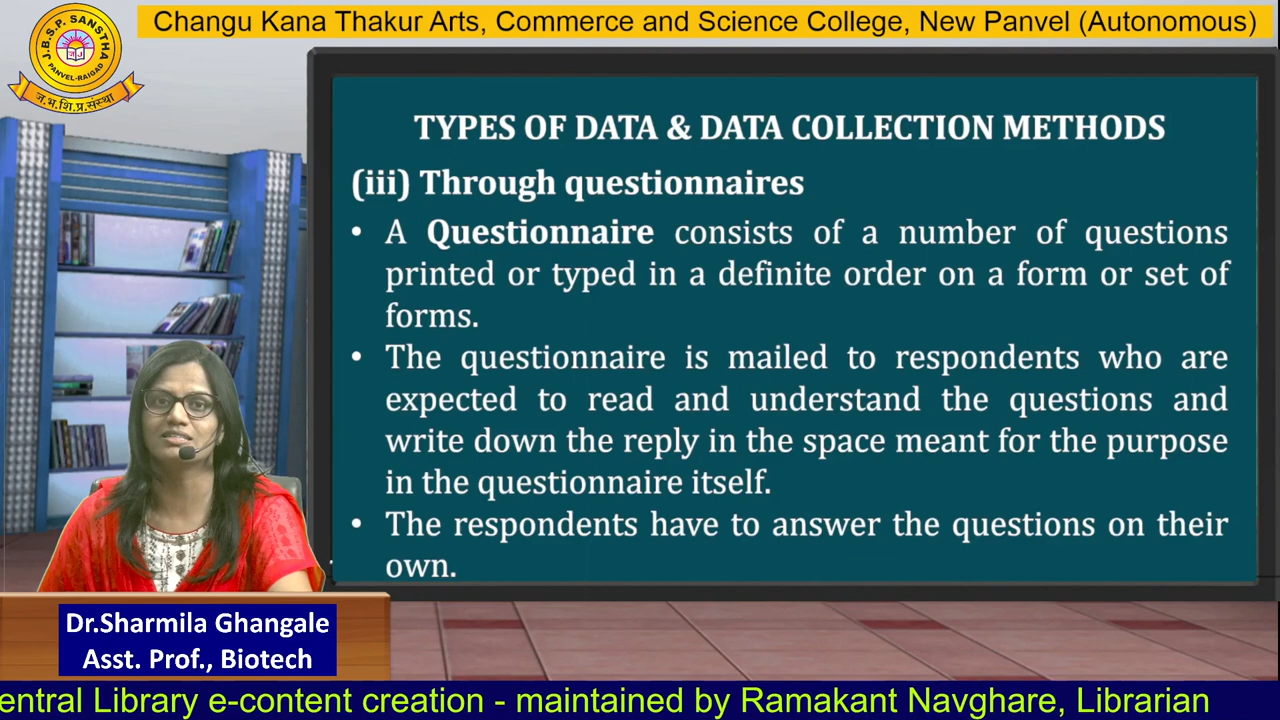 Changu Kana Thakur Arts, Commerce and Science College, New Panvel (Autonomous)
J.B.S.P. SANSTHA
PANVEL-RAIGAD
ज.भ.शि.प्र.संस्था
TYPES OF DATA & DATA COLLECTION METHODS
(iii) Through questionnaires
• A Questionnaire consists of a number of questions
printed or typed in a definite order on a form or set of
forms.
• The questionnaire is mailed to respondents who are
expected to read and understand the questions and
write down the reply in the space meant for the purpose
in the questionnaire itself.
• The respondents have to answer the questions on their
own.
Dr.Sharmila Ghangale
Asst. Prof., Biotech
entral Library e-content creation - maintained by Ramakant Navghare, Librarian